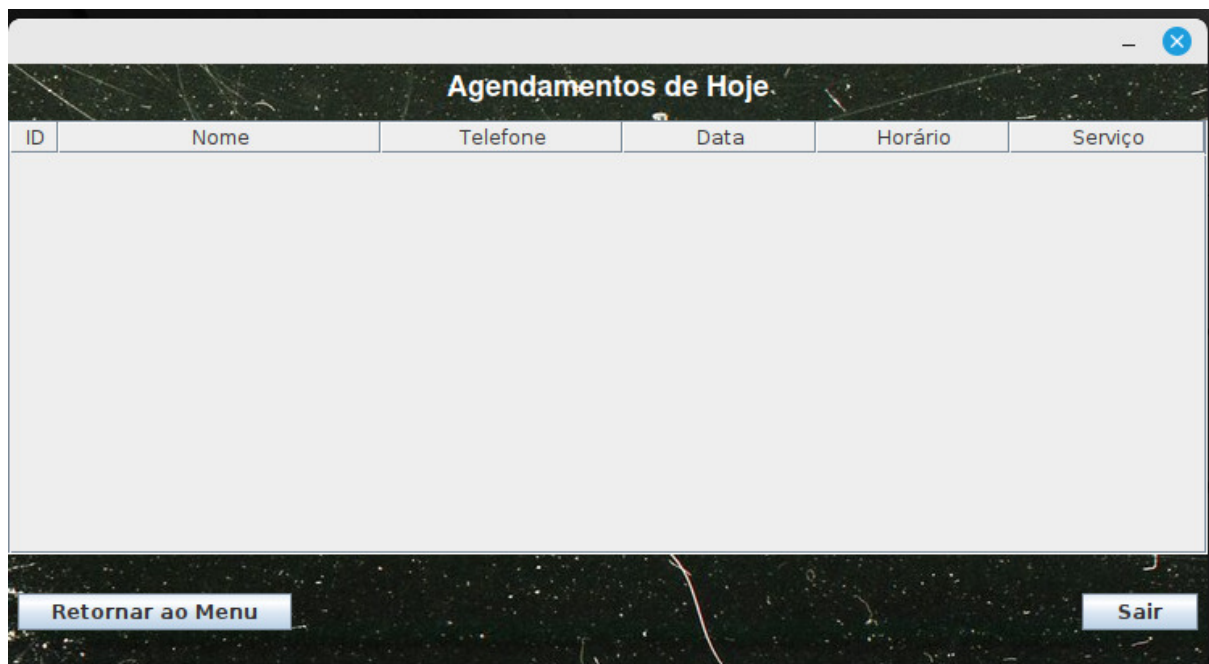 Agendamentos de Hoje
ID Nome Telefone Data Horário Serviço
Retornar ao Menu Sair